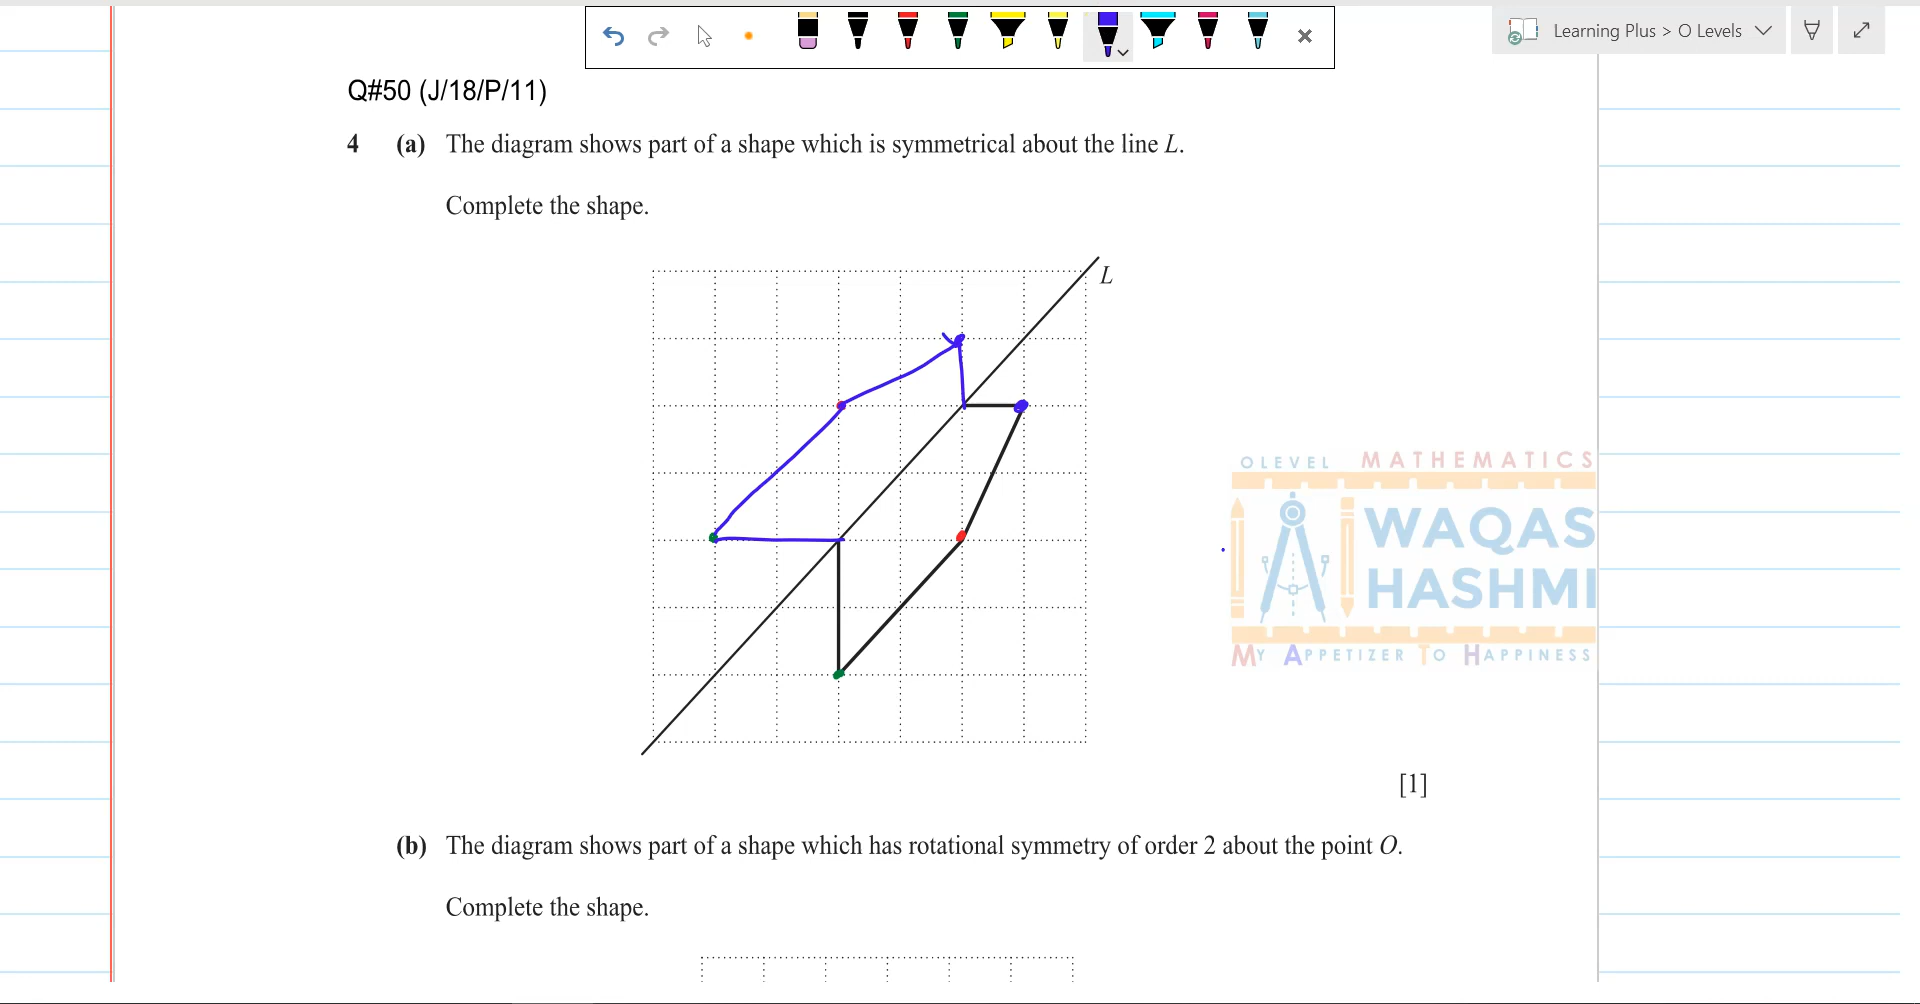 Learning Plus > O Levels
Q#50 (J/18/P/11)
4 (a) The diagram shows part of a shape which is symmetrical about the line L.
Complete the shape.
L
OLEVEL MATHEMATICS
WAQAS
HASHMI
MY APPETIZER TO HAPPINESS
[1]
(b) The diagram shows part of a shape which has rotational symmetry of order 2 about the point O.
Complete the shape.